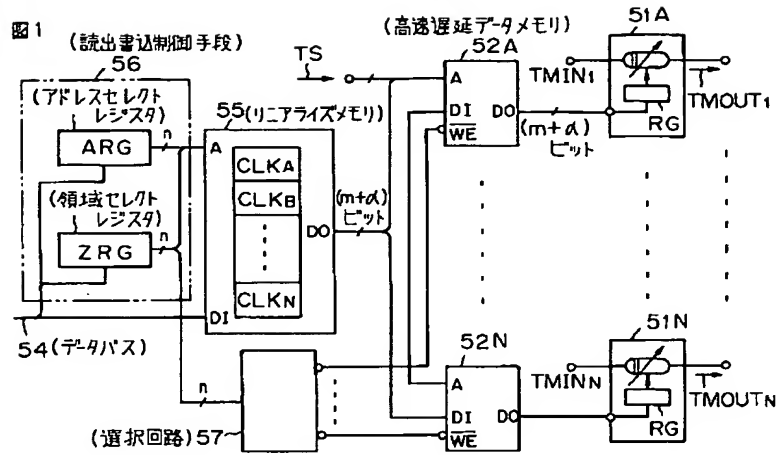 図1
(読出書込制御手段)
56
(アドレスセレクト
レジスタ)
ARG
n
(領域セレクト
レジスタ)
ZRG
n
54(データバス)
55(リニアライズメモリ)
A
CLKA
CLKB
CLKN
DO
DI
(m+α)
ビット
n
(選択回路)57
TS
(高速遅延データメモリ)
52A
A
DI
DO
WE
(m+α)
ビット
51A
TMIN1
TMOUT1
RG
52N
A
DI
DO
WE
51N
TMINN
TMOUTN
RG